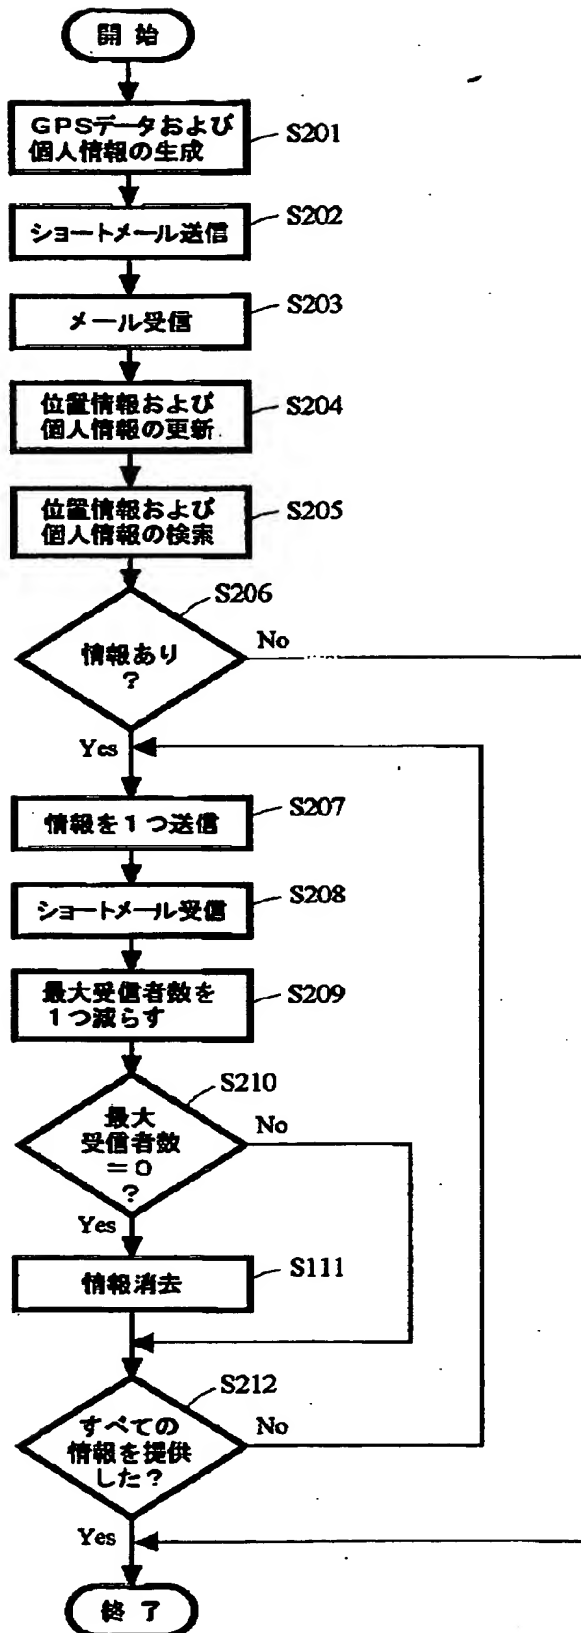 開始
GPSデータおよび
個人情報の生成
S201
ショートメール送信
S202
メール受信
S203
位置情報および
個人情報の更新
S204
位置情報および
個人情報の検索
S205
S206
情報あり
?
No
Yes
情報を1つ送信
S207
ショートメール受信
S208
最大受信者数を
1つ減らす
S209
S210
最大
受信者数
=0
?
No
Yes
情報消去
S111
S212
すべての
情報を提供
した?
No
Yes
終了